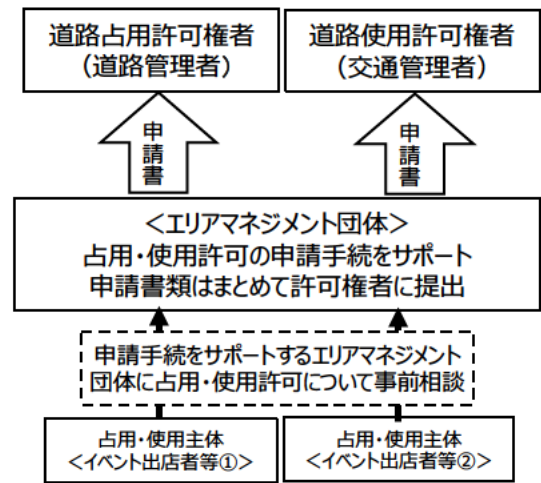 道路占用許可権者
(道路管理者)
道路使用許可権者
(交通管理者)
申請書
申請書
<エリアマネジメント団体>
占用・使用許可の申請手続をサポート
申請書類はまとめて許可権者に提出
申請手続をサポートするエリアマネジメント
団体に占用・使用許可について事前相談
占用・使用主体
<イベント出店者等①>
占用・使用主体
<イベント出店者等②>